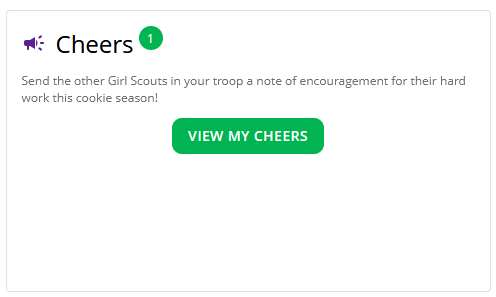 Cheers 1
Send the other Girl Scouts in your troop a note of encouragement for their hard
work this cookie season!
VIEW MY CHEERS